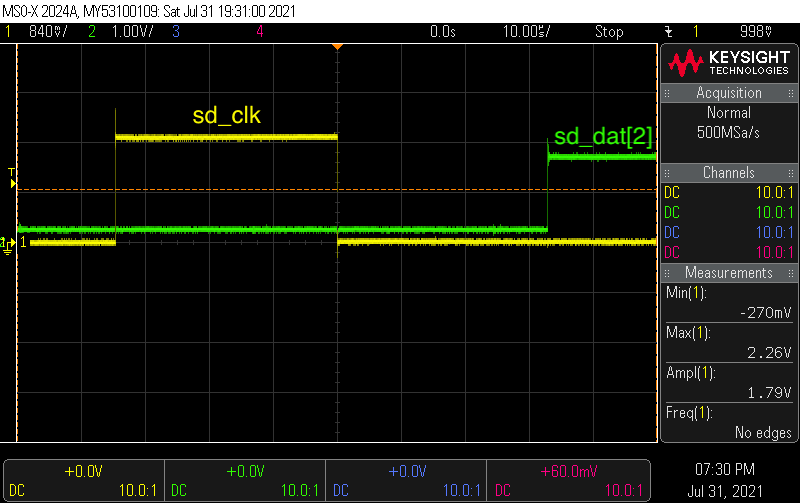 MSO-X 2024A, MY53100109: Sat Jul 31 19:31:00 2021
1 840mV/ 2 1.00V/ 3 4 0.0s 10.00us/ Stop 1 998mV
sd_clk
sd_dat[2]
T
1
KEYSIGHT
TECHNOLOGIES
Acquisition
Normal
500MSa/s
Channels
DC 10.0:1
DC 10.0:1
DC 10.0:1
DC 10.0:1
Measurements
Min(1):
-270mV
Max(1):
2.26V
Ampl(1):
1.79V
Freq(1):
No edges
+0.0V +0.0V +0.0V +60.0mV
DC 10.0:1 DC 10.0:1 DC 10.0:1 DC 10.0:1
07:30 PM
Jul 31, 2021